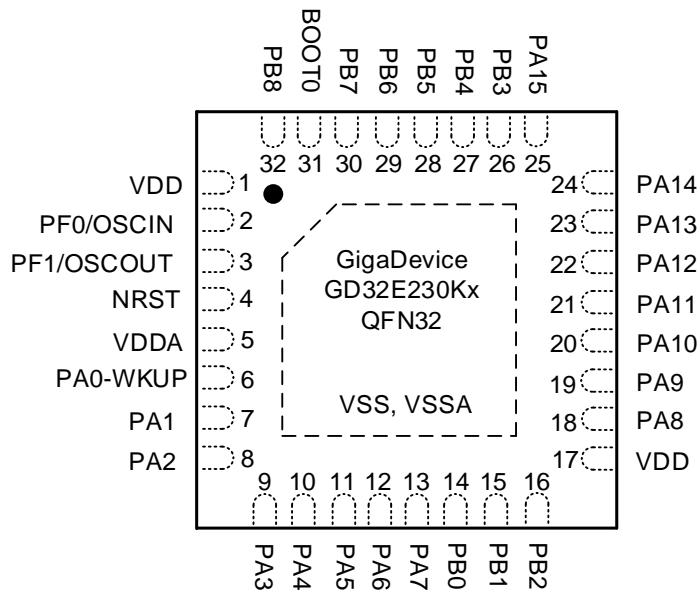 PB8
BOOT0
PB7
PB6
PB5
PB4
PB3
PA15
32
31
30
29
28
27
26
25
VDD 1
PF0/OSCIN 2
PF1/OSCOUT 3
NRST 4
VDDA 5
PA0-WKUP 6
PA1 7
PA2 8
GigaDevice
GD32E230Kx
QFN32
VSS, VSSA
24 PA14
23 PA13
22 PA12
21 PA11
20 PA10
19 PA9
18 PA8
17 VDD
9
10
11
12
13
14
15
16
PA3
PA4
PA5
PA6
PA7
PB0
PB1
PB2